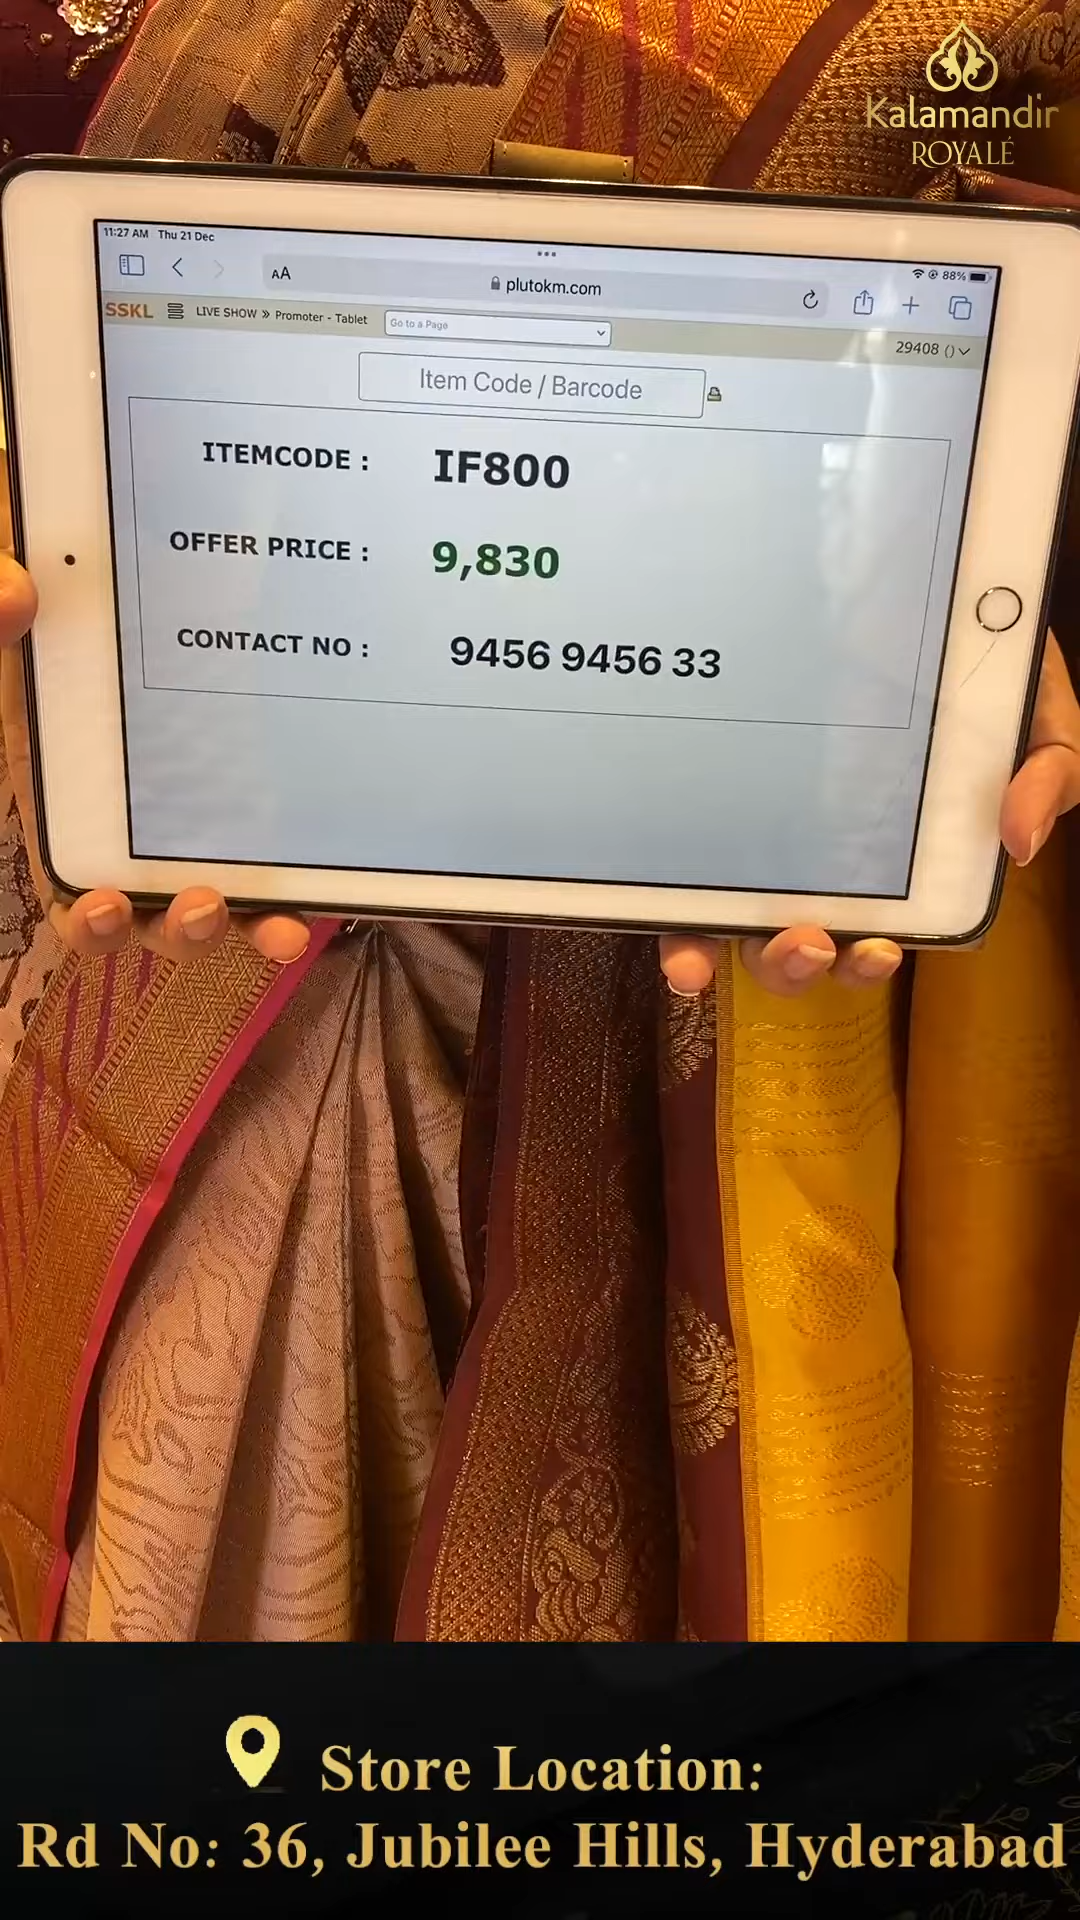 Kalamandir
ROYALÉ
11:27 AM Thu 21 Dec
88%
AA
plutokm.com
SSKL LIVE SHOW » Promoter - Tablet Go to a Page
29408 ()
Item Code / Barcode
ITEMCODE : IF800
OFFER PRICE : 9,830
CONTACT NO : 9456 9456 33
Store Location:
Rd No: 36, Jubilee Hills, Hyderabad